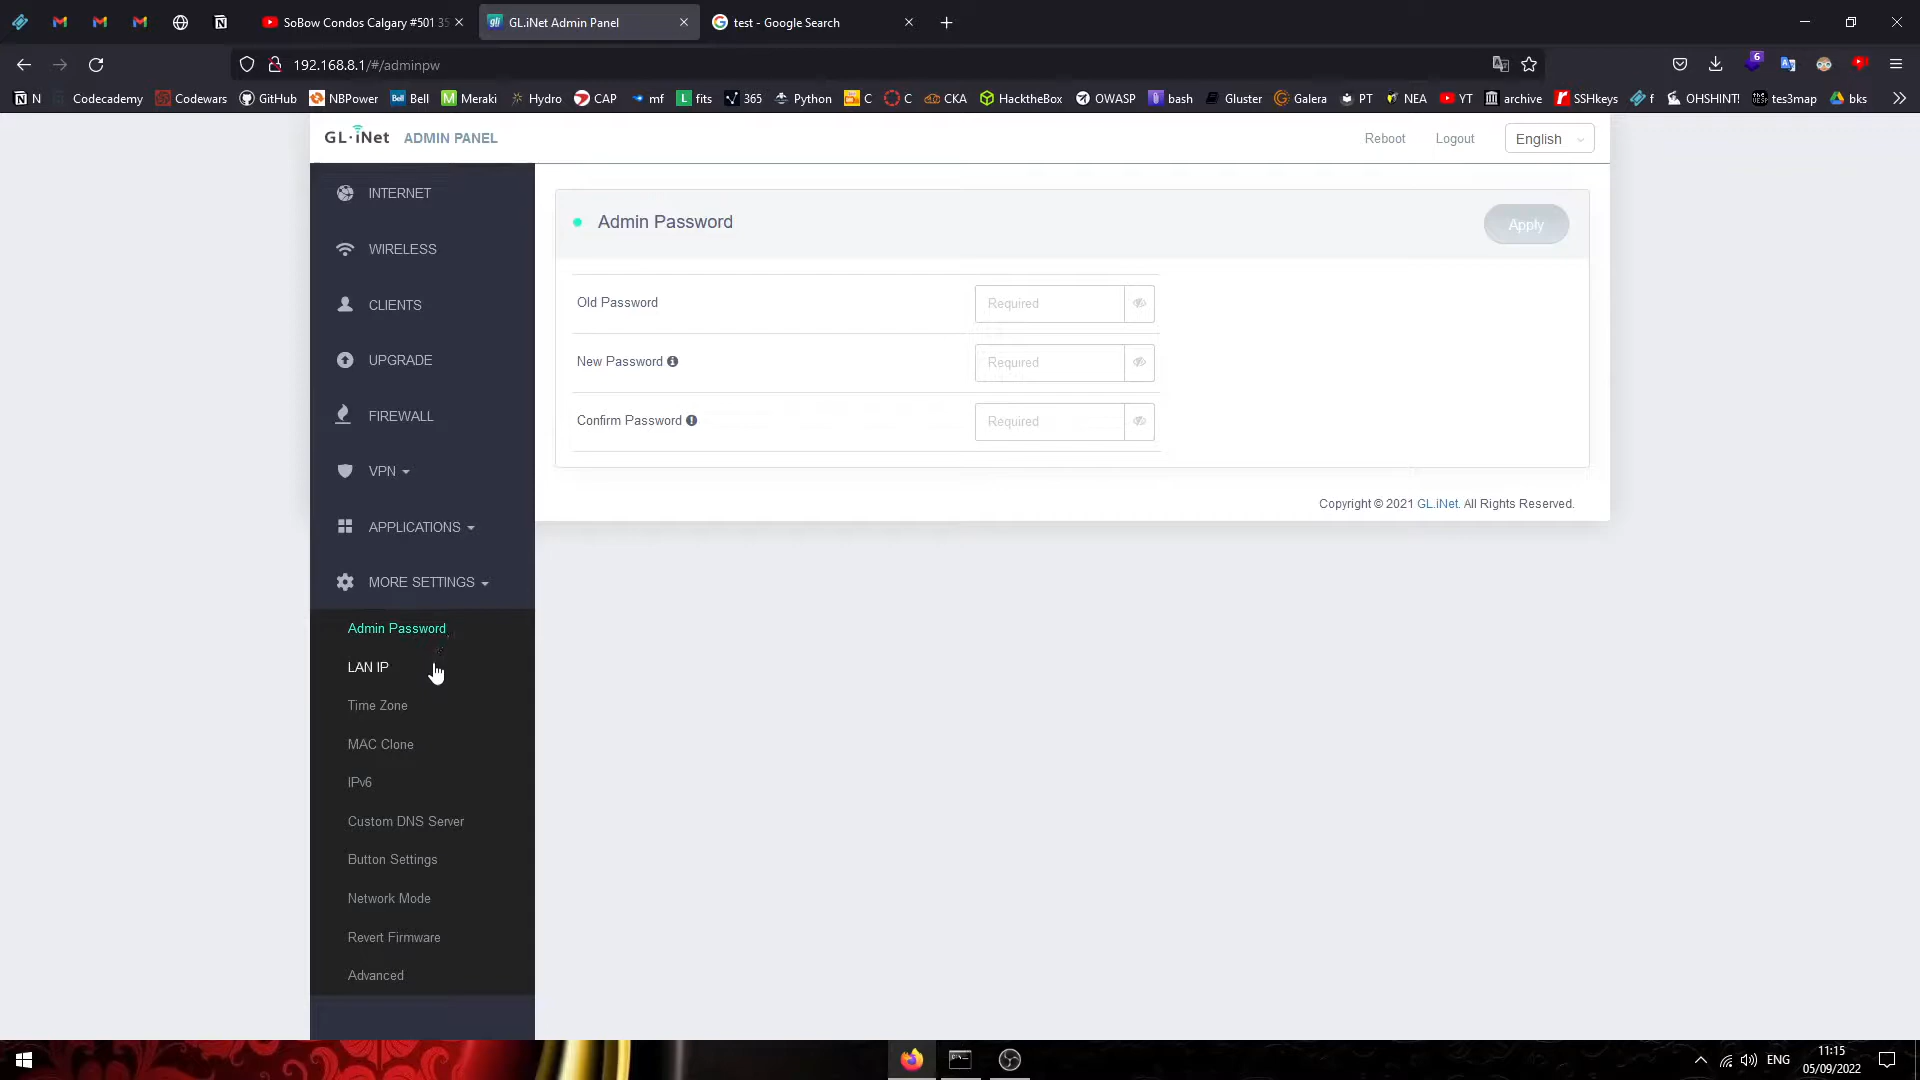 SoBow Condos Calgary #501 35
GL.iNet Admin Panel
test - Google Search
192.168.8.1/#/adminpw
6
N
Codecademy
Codewars
GitHub
NBPower
Bell
Meraki
Hydro
CAP
mf
fits
365
Python
C
C
CKA
HacktheBox
OWASP
bash
Gluster
Galera
PT
NEA
YT
archive
SSHkeys
f
OHSHINT!
tes3map
bks
GL·iNet ADMIN PANEL
Reboot
Logout
English
INTERNET
WIRELESS
CLIENTS
UPGRADE
FIREWALL
VPN
APPLICATIONS
MORE SETTINGS
Admin Password
LAN IP
Time Zone
MAC Clone
IPv6
Custom DNS Server
Button Settings
Network Mode
Revert Firmware
Advanced
Admin Password
Apply
Old Password
Required
New Password
Required
Confirm Password
Required
Copyright © 2021 GL.iNet. All Rights Reserved.
ENG
11:15
05/09/2022